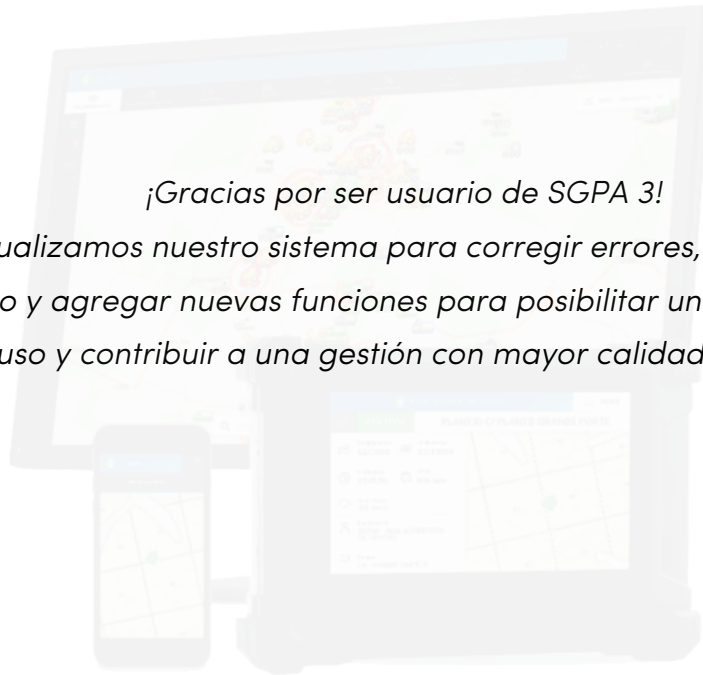 ¡Gracias por ser usuario de SGPA 3!
ualizamos nuestro sistema para corregir errores,
o y agregar nuevas funciones para posibilitar un
uso y contribuir a una gestión con mayor calidad